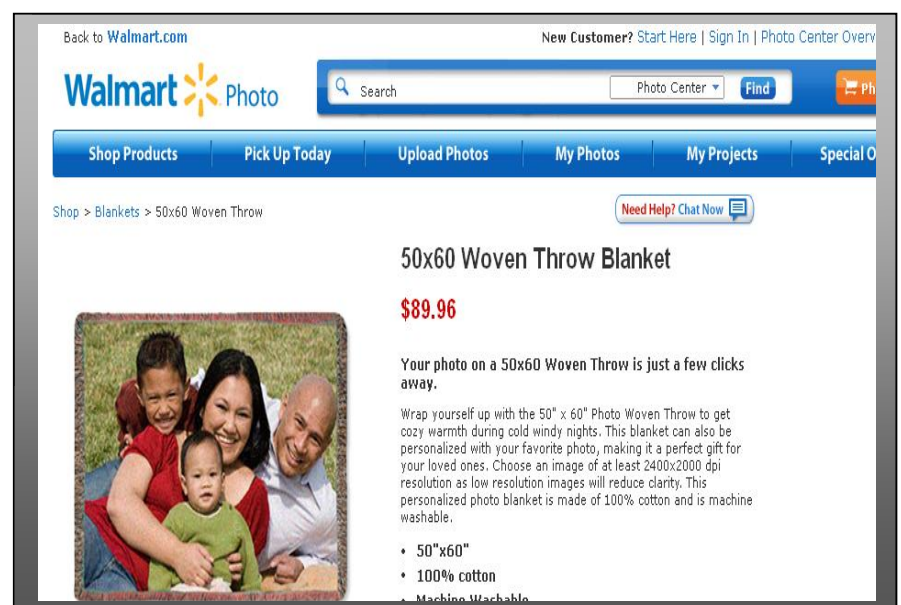 Back to Walmart.com
New Customer? Start Here | Sign In | Photo Center Overv
Walmart Photo
Search
Photo Center
Find
Ph
Shop Products
Pick Up Today
Upload Photos
My Photos
My Projects
Special O
Shop > Blankets > 50x60 Woven Throw
Need Help? Chat Now
50x60 Woven Throw Blanket
$89.96
Your photo on a 50x60 Woven Throw is just a few clicks
away.
Wrap yourself up with the 50" x 60" Photo Woven Throw to get
cozy warmth during cold windy nights. This blanket can also be
personalized with your favorite photo, making it a perfect gift for
your loved ones. Choose an image of at least 2400x2000 dpi
resolution as low resolution images will reduce clarity. This
personalized photo blanket is made of 100% cotton and is machine
washable.
• 50"x60"
• 100% cotton
• Machine Washable